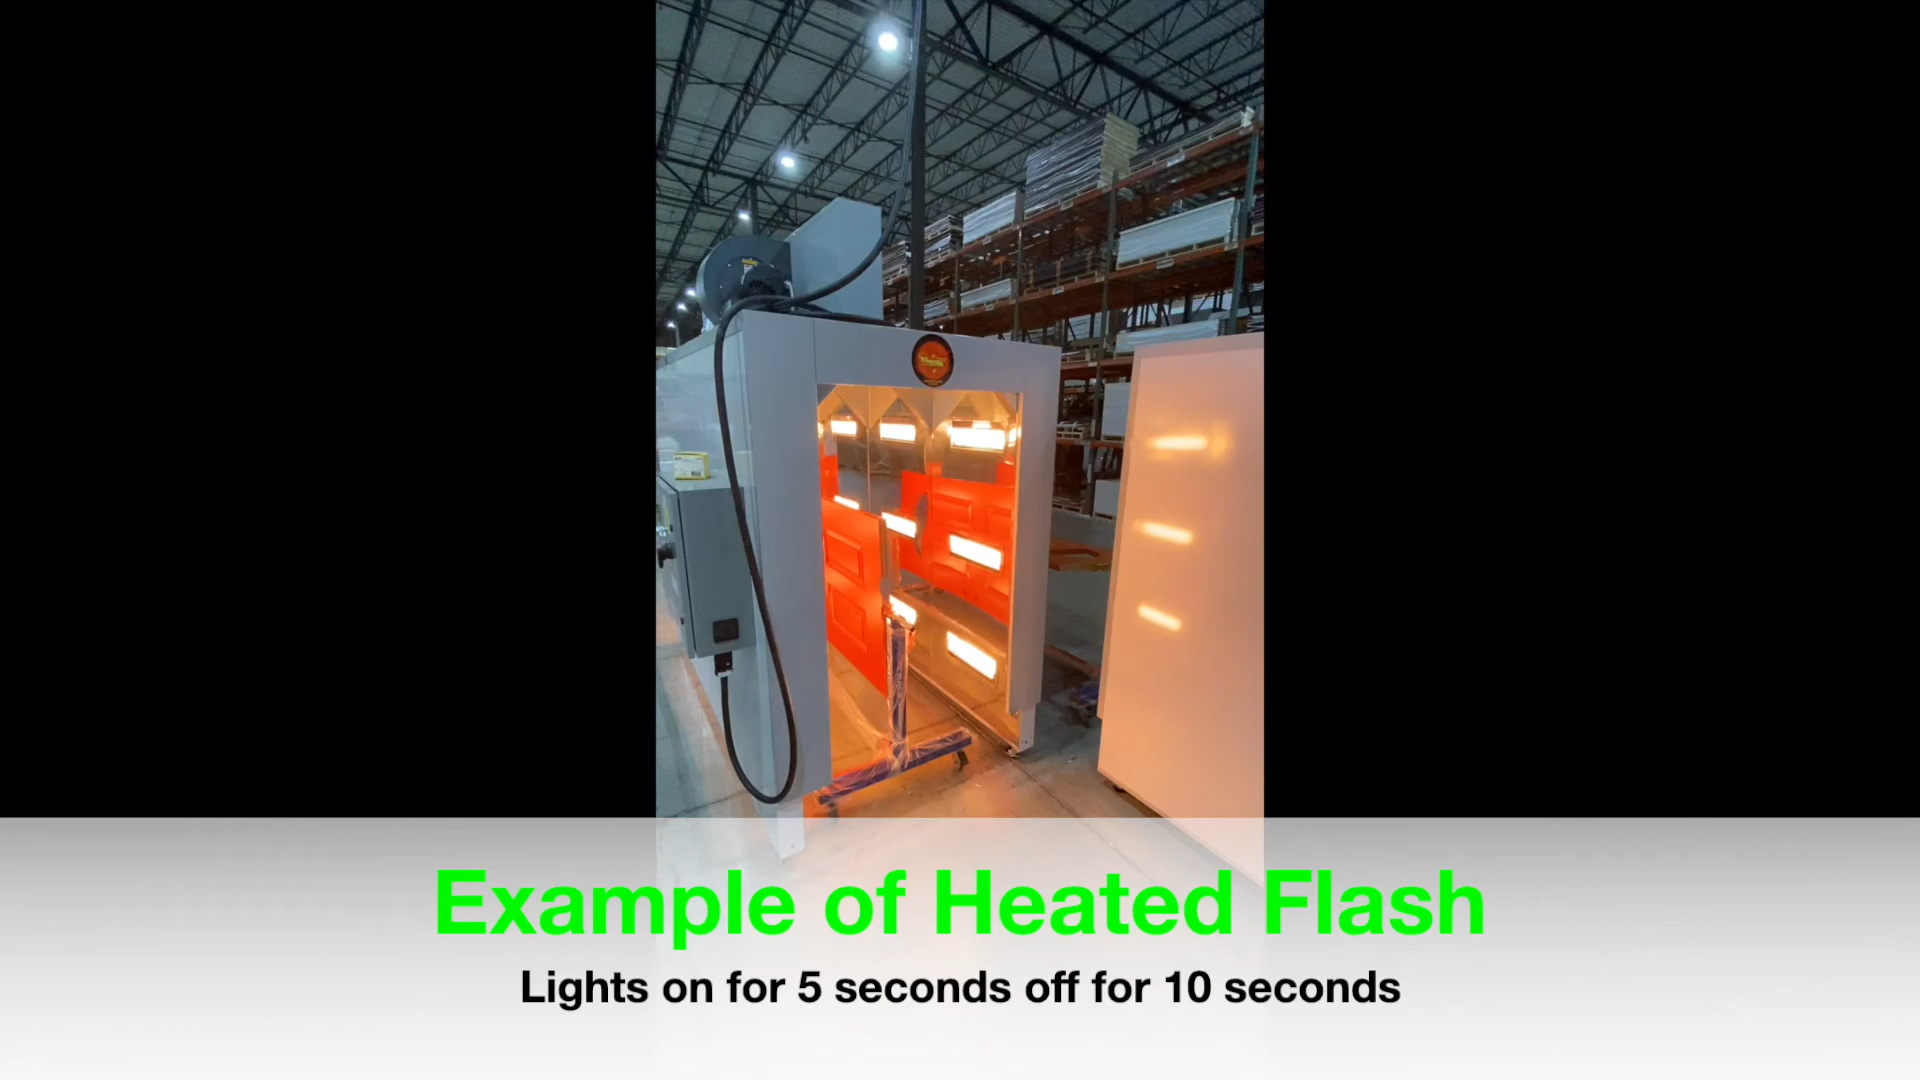 Example of Heated Flash
Lights on for 5 seconds off for 10 seconds